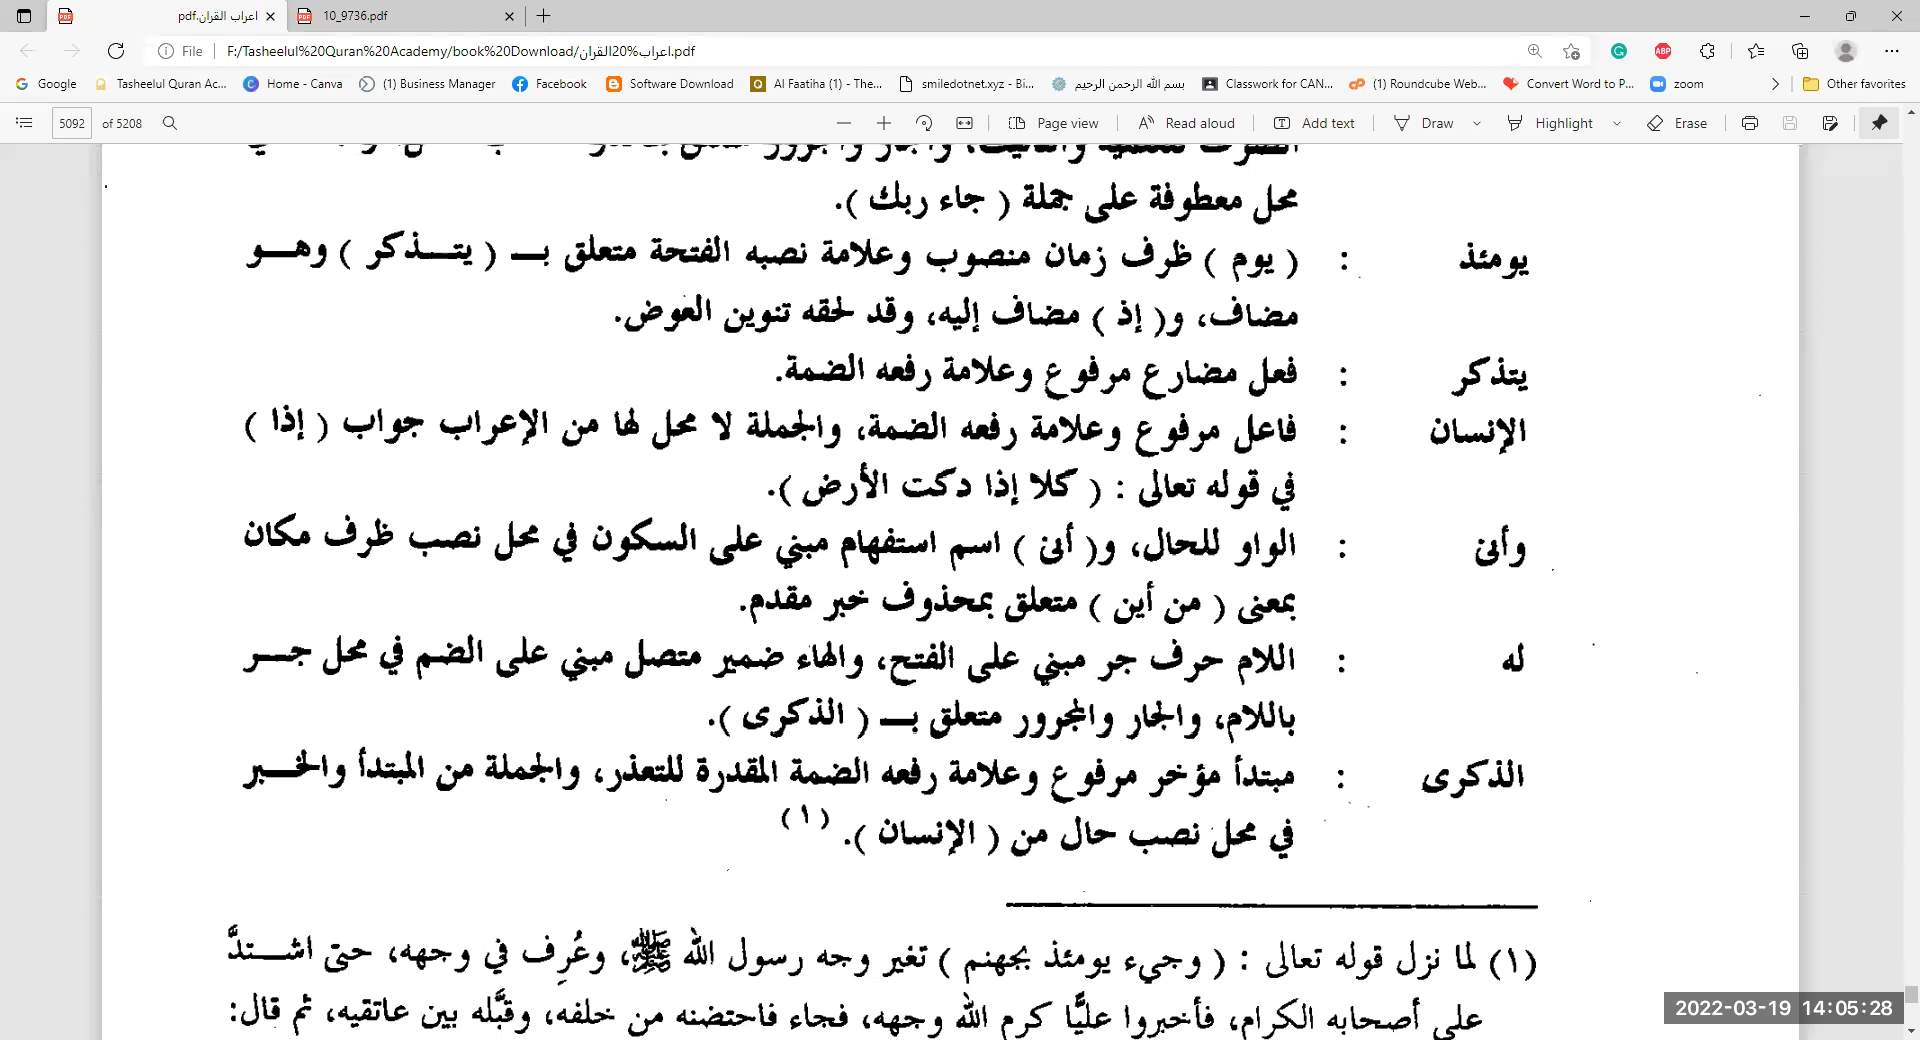 اعراب القران.pdf
10_9736.pdf
File F:/Tasheelul%20Quran%20Academy/book%20Download/اعراب%20القران.pdf
Google Tasheelul Quran Ac... Home - Canva (1) Business Manager Facebook Software Download Al Faatiha (1) - The... smiledotnet.xyz - Bi... بسم الله الرحمن الرحيم Classwork for CAN... (1) Roundcube Web... Convert Word to P... zoom Other favorites
5092 of 5208 Page view Read aloud Add text Draw Highlight Erase
محل معطوفة على جملة ( جاء ربك ).
يومئذ : ( يوم ) ظرف زمان منصوب وعلامة نصبه الفتحة متعلق بـ ( يتذكر ) وهو
مضاف، و( إذ ) مضاف إليه، وقد لحقه تنوين العوض.
يتذكر : فعل مضارع مرفوع وعلامة رفعه الضمة.
الإنسان : فاعل مرفوع وعلامة رفعه الضمة، والجملة لا محل لها من الإعراب جواب ( إذا )
في قوله تعالى : ( كلا إذا دكت الأرض ).
وأنى : الواو للحال، و( أنى ) اسم استفهام مبني على السكون في محل نصب ظرف مكان
بمعنى ( من أين ) متعلق بمحذوف خبر مقدم.
له : اللام حرف جر مبني على الفتح، والهاء ضمير متصل مبني على الضم في محل جر
باللام، والجار والمجرور متعلق بـ ( الذكرى ).
الذكرى : مبتدأ مؤخر مرفوع وعلامة رفعه الضمة المقدرة للتعذر، والجملة من المبتدأ والخبر
في محل نصب حال من ( الإنسان ). (١)
(١) لما نزل قوله تعالى : ( وجيء يومئذ بجهنم ) تغير وجه رسول الله ﷺ، وعُرِف في وجهه، حتى اشتدَّ
على أصحابه الكرام، فأخبروا عليًّا كرم الله وجهه، فجاء فاحتضنه من خلفه، وقبَّله بين عاتقيه، ثم قال:
2022-03-19 14:05:28